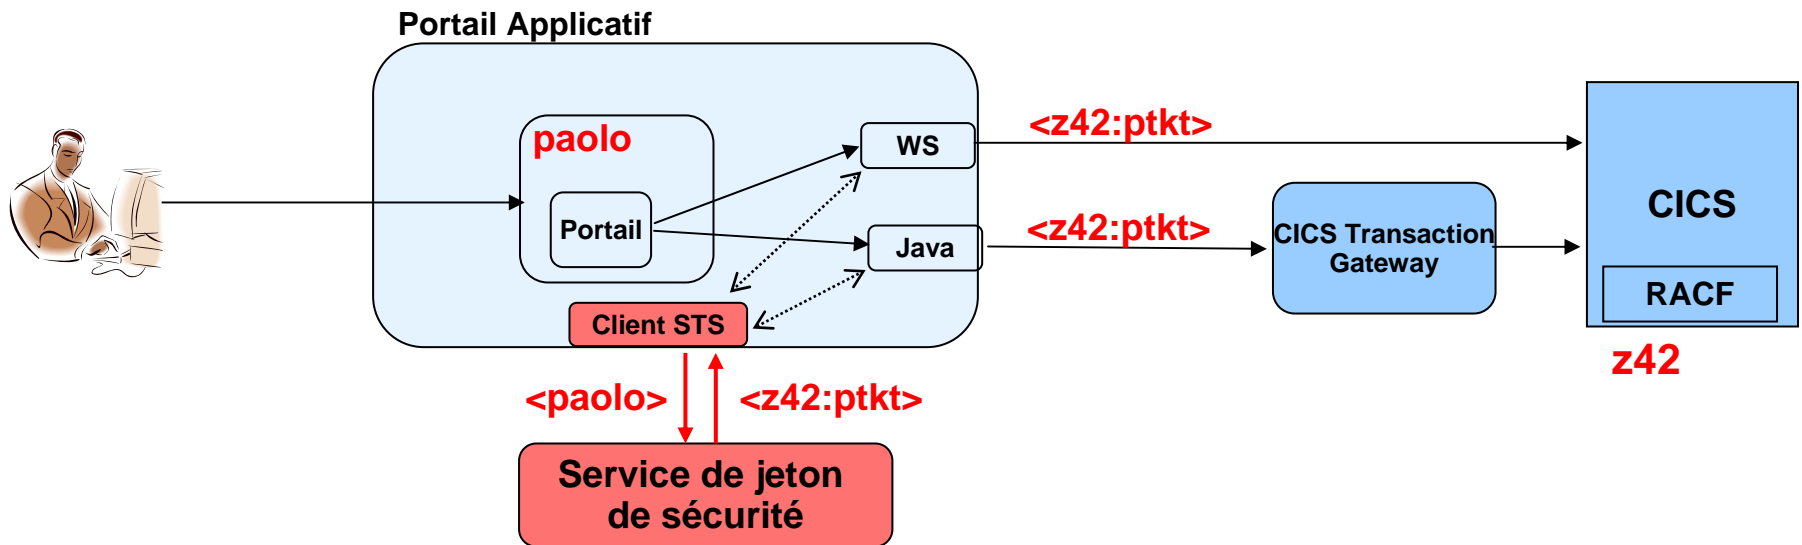 Portail Applicatif
paolo
WS
<z42:ptkt>
Portail
Java
<z42:ptkt>
CICS Transaction
Gateway
CICS
RACF
z42
Client STS
<paolo>
<z42:ptkt>
Service de jeton
de sécurité